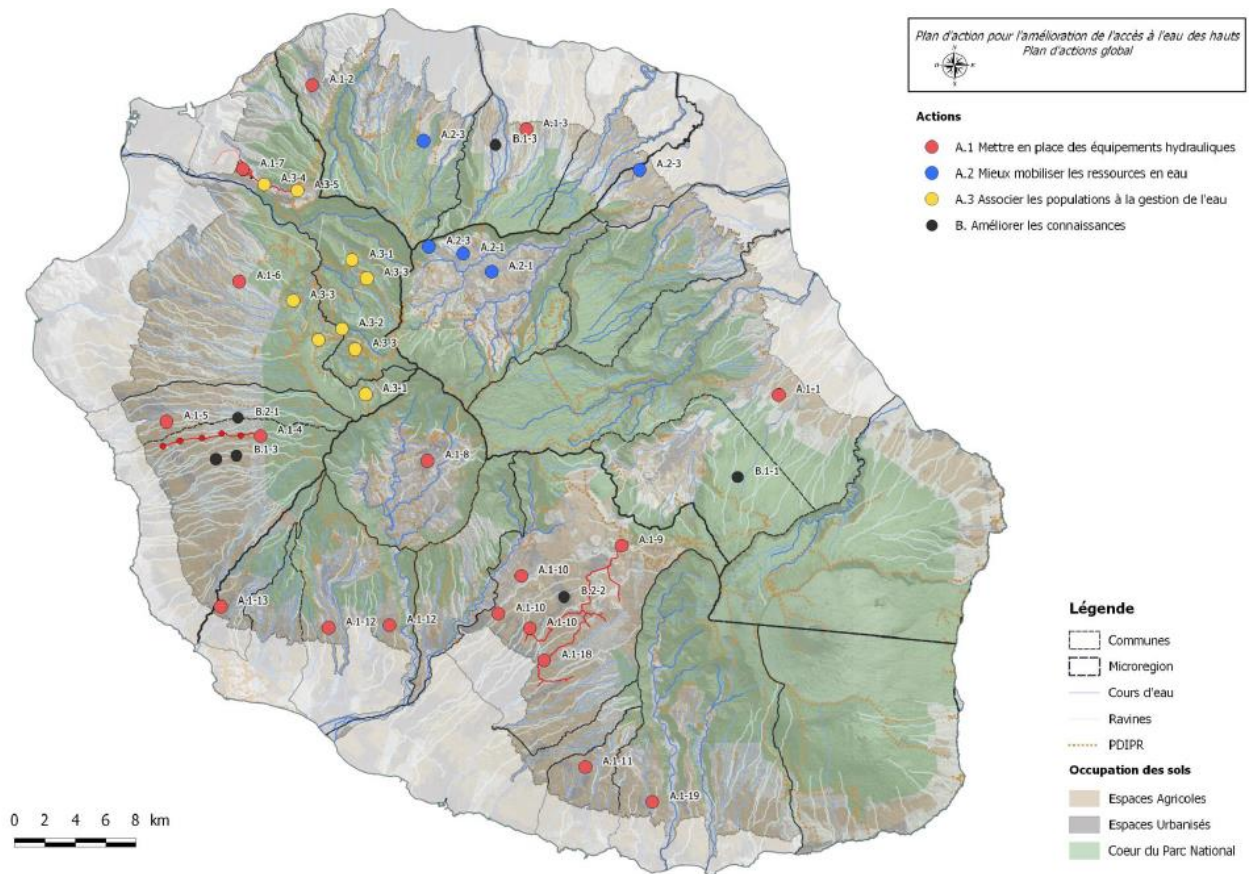 Plan d'action pour l'amélioration de l'accès à l'eau des hauts
Plan d'actions global
N
O
E
S
Actions
A.1 Mettre en place des équipements hydrauliques
A.2 Mieux mobiliser les ressources en eau
A.3 Associer les populations à la gestion de l'eau
B. Améliorer les connaissances
A.1-2
A.2-3
B.1-3
A.1-3
A.2-3
A.1-7
A.3-4
A.3-5
A.2-3
A.2-1
A.2-1
A.3-1
A.3-3
A.1-6
A.3-3
A.3-2
A.3-3
A.3-1
A.1-1
A.1-5
B.2-1
A.1-4
B.1-3
A.1-8
B.1-1
A.1-9
A.1-10
B.2-2
A.1-10
A.1-10
A.1-13
A.1-12
A.1-12
A.1-18
A.1-11
A.1-19
Légende
Communes
Microregion
Cours d'eau
Ravines
PDIPR
Occupation des sols
Espaces Agricoles
Espaces Urbanisés
Coeur du Parc National
0 2 4 6 8 km